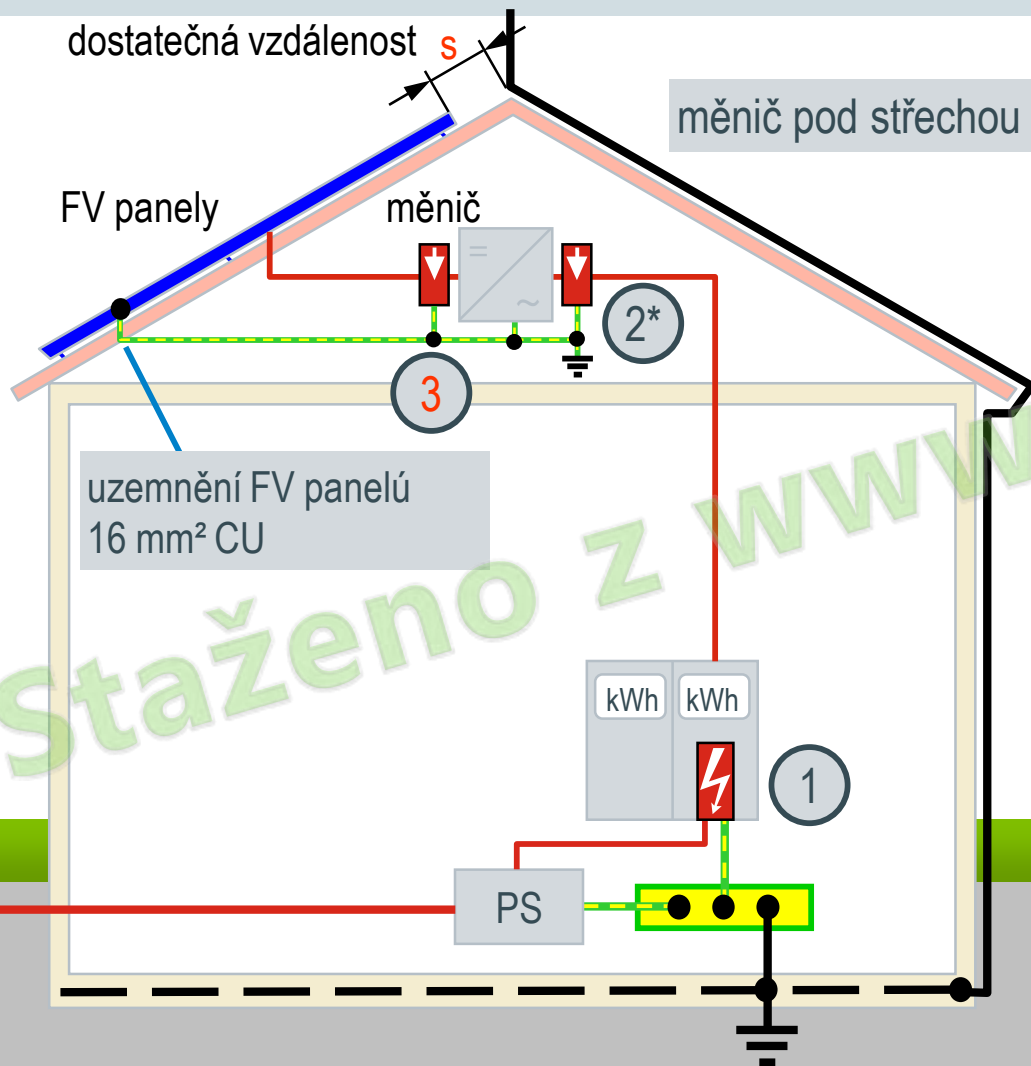 dostatečná vzdálenost s
měnič pod střechou
FV panely
měnič
= ~
2*
3
uzemnění FV panelú
16 mm² CU
Staženo z www
kWh kWh
1
PS